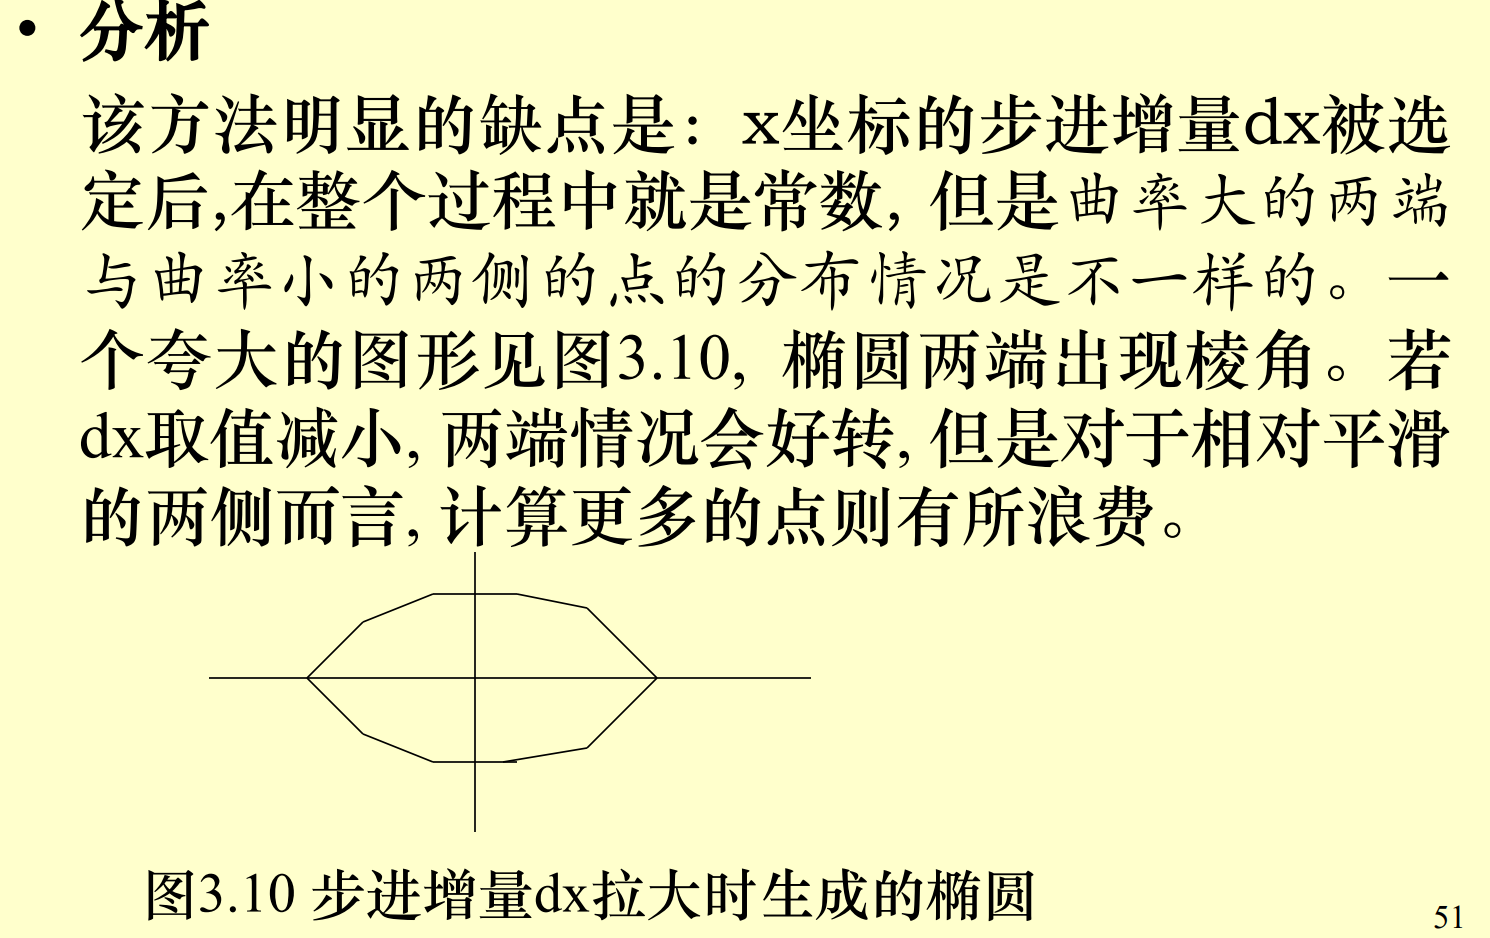 • 分析
该方法明显的缺点是：x坐标的步进增量dx被选
定后,在整个过程中就是常数, 但是曲率大的两端
与曲率小的两侧的点的分布情况是不一样的。一
个夸大的图形见图3.10, 椭圆两端出现棱角。若
dx取值减小, 两端情况会好转, 但是对于相对平滑
的两侧而言, 计算更多的点则有所浪费。
图3.10 步进增量dx拉大时生成的椭圆
51